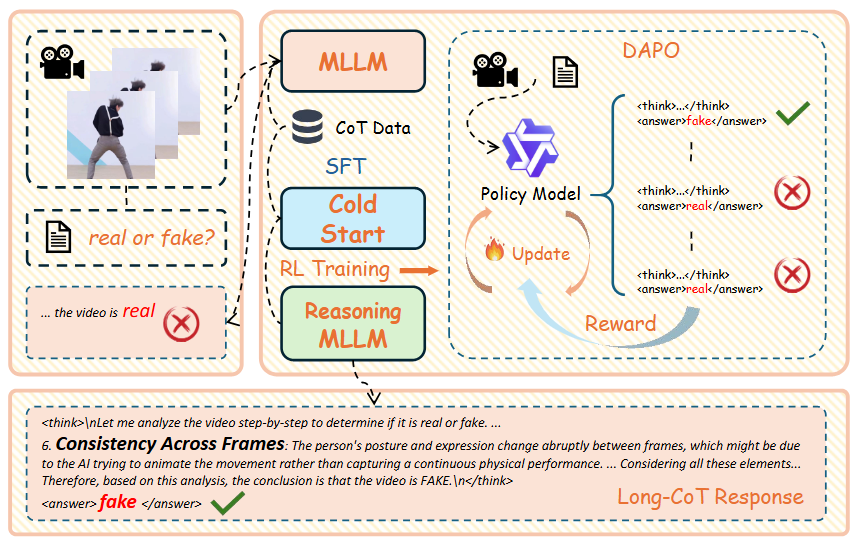 real or fake?
... the video is real
MLLM
CoT Data
SFT
Cold
Start
RL Training
Reasoning
MLLM
DAPO
Policy Model
Update
Reward
<think>...</think>
<answer>fake</answer>
<think>...</think>
<answer>real</answer>
<think>...</think>
<answer>real</answer>
<think>\nLet me analyze the video step-by-step to determine if it is real or fake. ...
6. Consistency Across Frames: The person's posture and expression change abruptly between frames, which might be due
to the AI trying to animate the movement rather than capturing a continuous physical performance. ... Considering all these elements...
Therefore, based on this analysis, the conclusion is that the video is FAKE.\n</think>
<answer> fake </answer>
Long-CoT Response